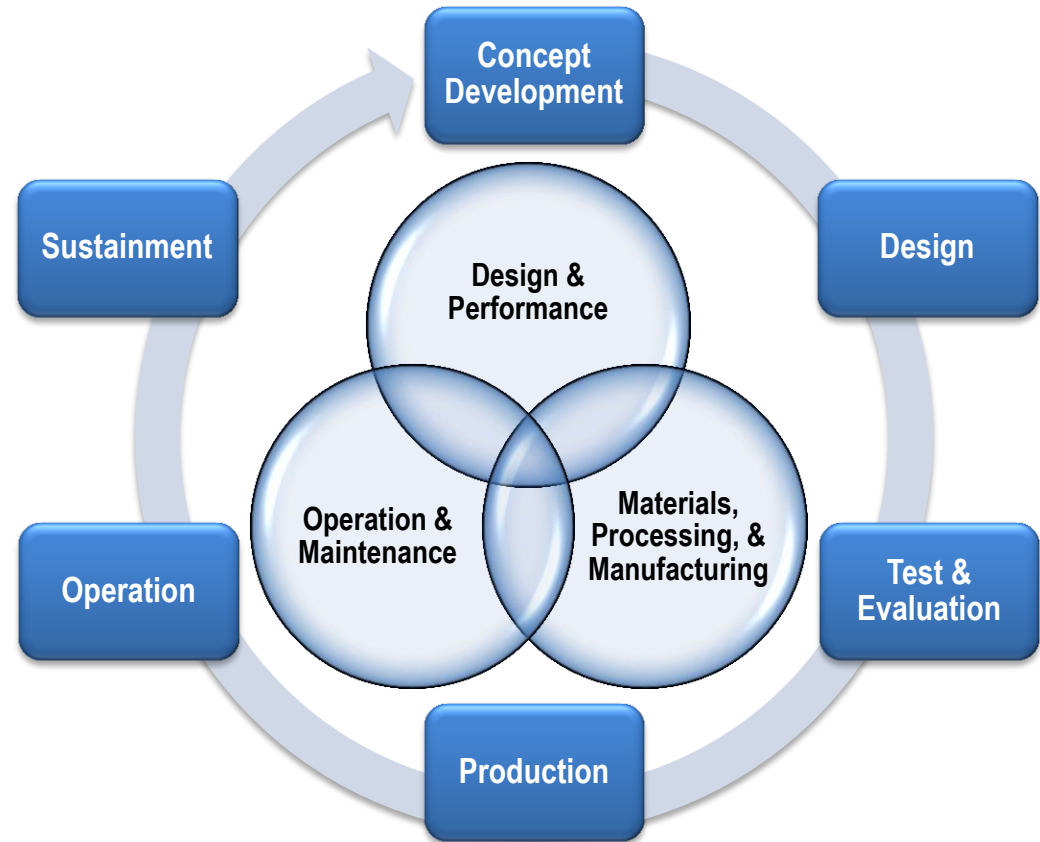 Concept
Development
Design
Test &
Evaluation
Production
Operation
Sustainment
Design &
Performance
Materials,
Processing, &
Manufacturing
Operation &
Maintenance